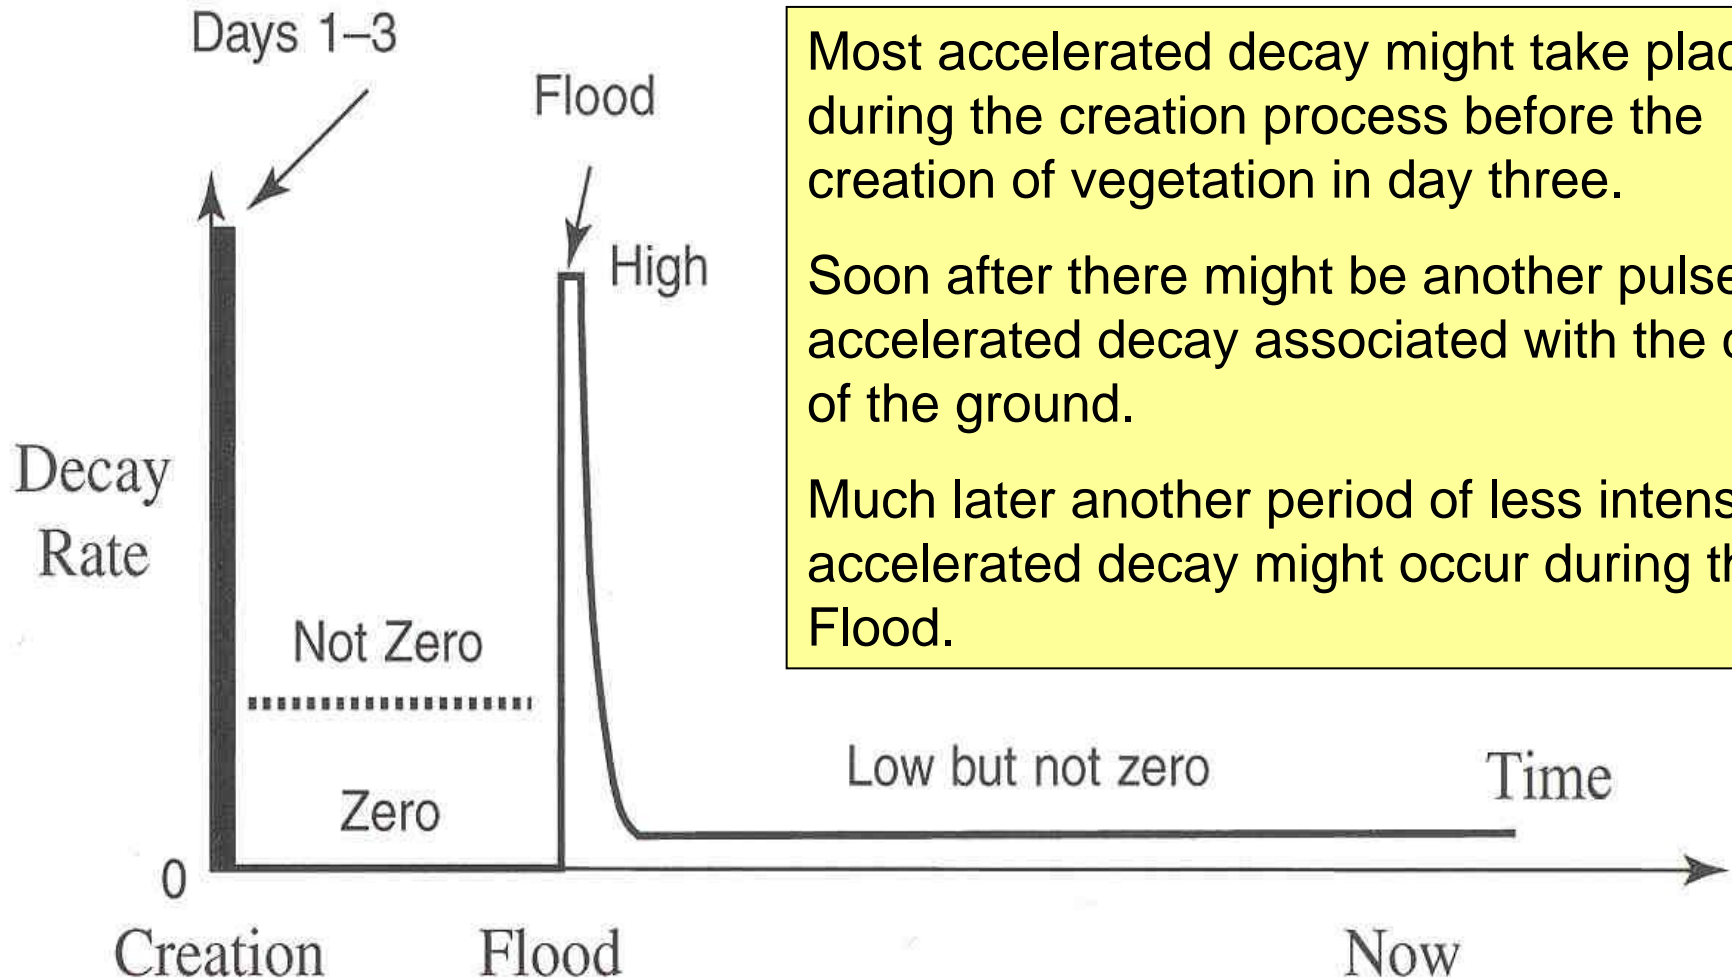 Days 1–3
Flood
High
Decay
Rate
Not Zero
Zero
Low but not zero
Time
0
Creation
Flood
Now
Most accelerated decay might take plac
during the creation process before the
creation of vegetation in day three.
Soon after there might be another pulse
accelerated decay associated with the
of the ground.
Much later another period of less intens
accelerated decay might occur during th
Flood.